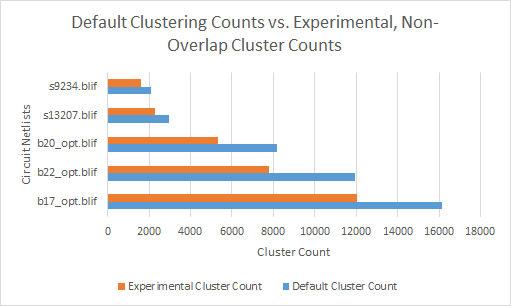 Default Clustering Counts vs. Experimental, Non-
Overlap Cluster Counts
Circuit Netlists
s9234.blif
s13207.blif
b20_opt.blif
b22_opt.blif
b17_opt.blif
0 2000 4000 6000 8000 10000 12000 14000 16000 18000
Cluster Count
Experimental Cluster Count Default Cluster Count